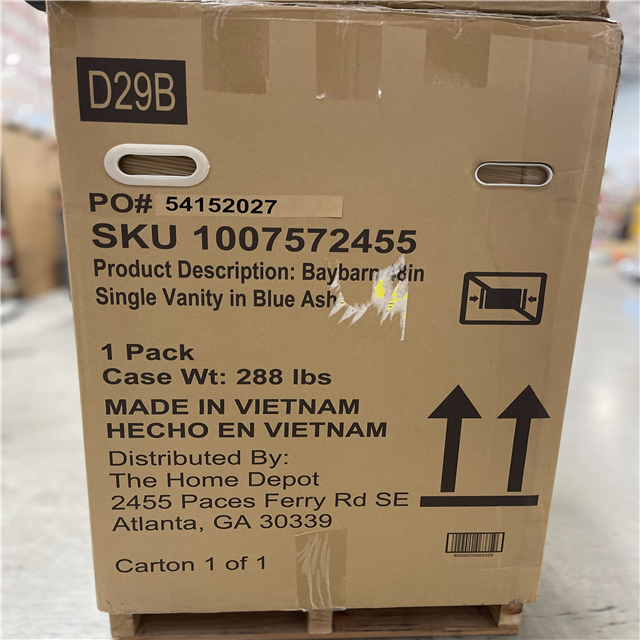 D29B
PO# 54152027
SKU 1007572455
Product Description: Baybarn 8in
Single Vanity in Blue Ash
1 Pack
Case Wt: 288 lbs
MADE IN VIETNAM
HECHO EN VIETNAM
Distributed By:
The Home Depot
2455 Paces Ferry Rd SE
Atlanta, GA 30339
Carton 1 of 1